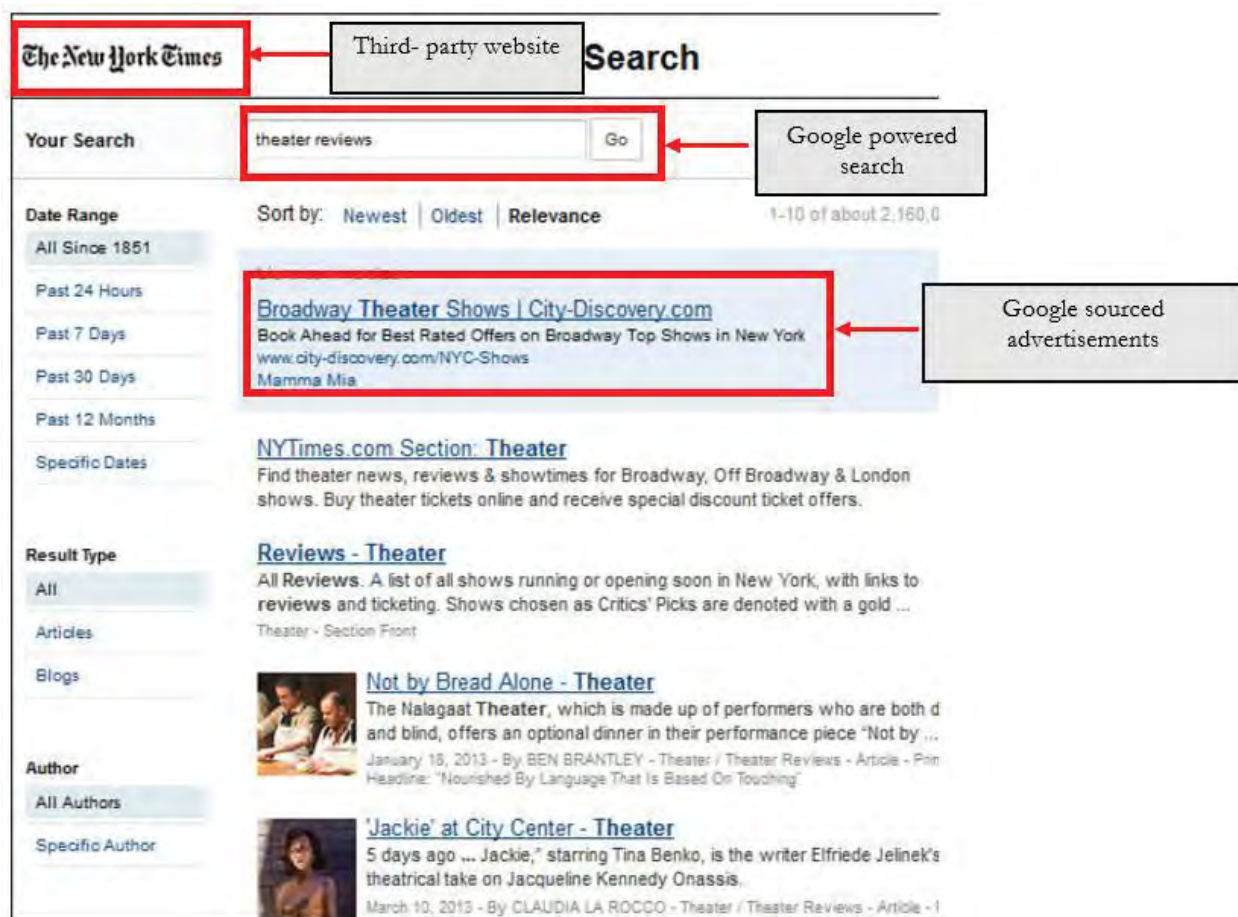 The New York Times
Third- party website
Search
Your Search
theater reviews
Go
Google powered
search
Date Range
All Since 1851
Past 24 Hours
Past 7 Days
Past 30 Days
Past 12 Months
Specific Dates
Sort by: Newest | Oldest | Relevance
1-10 of about 2,160,0
Broadway Theater Shows | City-Discovery.com
Book Ahead for Best Rated Offers on Broadway Top Shows in New York
www.city-discovery.com/NYC-Shows
Mamma Mia
Google sourced
advertisements
NYTimes.com Section: Theater
Find theater news, reviews & showtimes for Broadway, Off Broadway & London
shows. Buy theater tickets online and receive special discount ticket offers.
Result Type
All
Articles
Blogs
Reviews - Theater
All Reviews. A list of all shows running or opening soon in New York, with links to
reviews and ticketing. Shows chosen as Critics' Picks are denoted with a gold ...
Theater - Section Front
Not by Bread Alone - Theater
The Nalagaat Theater, which is made up of performers who are both d
and blind, offers an optional dinner in their performance piece "Not by ...
January 18, 2013 - By BEN BRANTLEY - Theater / Theater Reviews - Article - Prin
Headline: "Nourished By Language That Is Based On Touching"
Author
All Authors
Specific Author
'Jackie' at City Center - Theater
5 days ago ... Jackie," starring Tina Benko, is the writer Elfriede Jelinek's
theatrical take on Jacqueline Kennedy Onassis.
March 10, 2013 - By CLAUDIA LA ROCCO - Theater / Theater Reviews - Article -